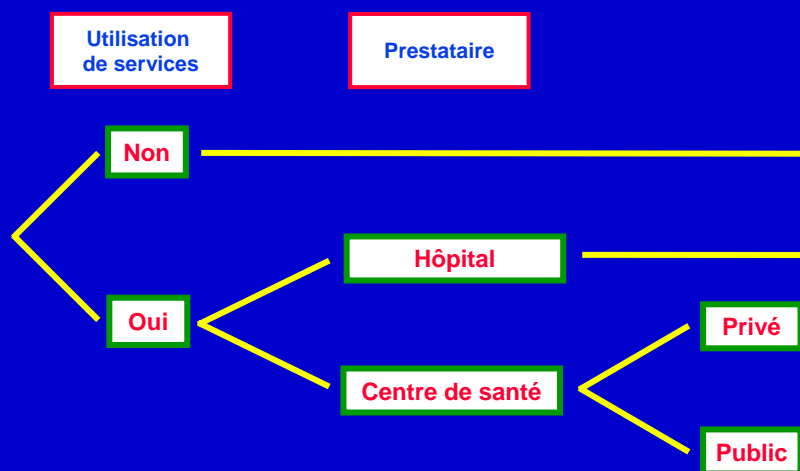 Utilisation
de services
Prestataire
Non
Hôpital
Oui
Privé
Centre de santé
Public